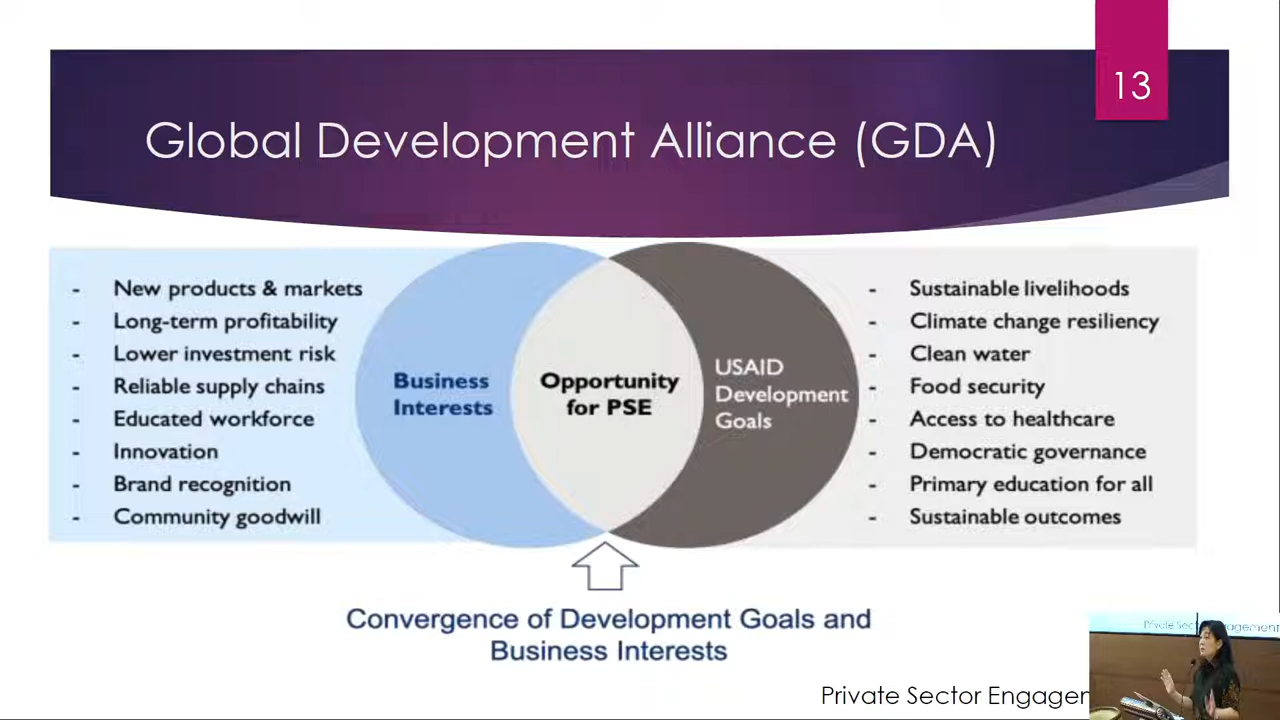 13
Global Development Alliance (GDA)
- New products & markets
- Long-term profitability
- Lower investment risk
- Reliable supply chains
- Educated workforce
- Innovation
- Brand recognition
- Community goodwill
Business
Interests
Opportunity
for PSE
USAID
Development
Goals
- Sustainable livelihoods
- Climate change resiliency
- Clean water
- Food security
- Access to healthcare
- Democratic governance
- Primary education for all
- Sustainable outcomes
Convergence of Development Goals and
Business Interests
Private Sector Engagem
Private Sect